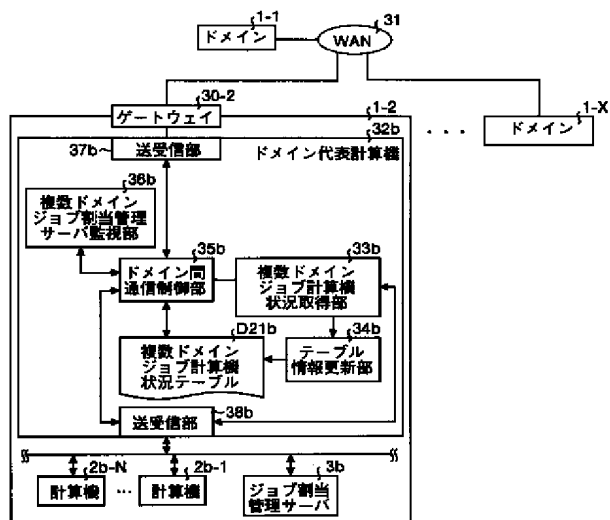 1-1
ドメイン
31
WAN
30-2
ゲートウェイ
1-2
1-X
ドメイン
32b
37b
送受信部
ドメイン代表計算機
36b
複数ドメイン
ジョブ割当管理
サーバ監視部
35b
ドメイン間
通信制御部
33b
複数ドメイン
ジョブ計算機
状況取得部
D21b
複数ドメイン
ジョブ計算機
状況テーブル
34b
テーブル
情報更新部
38b
送受信部
2b-N
計算機
...
2b-1
計算機
3b
ジョブ割当
管理サーバ